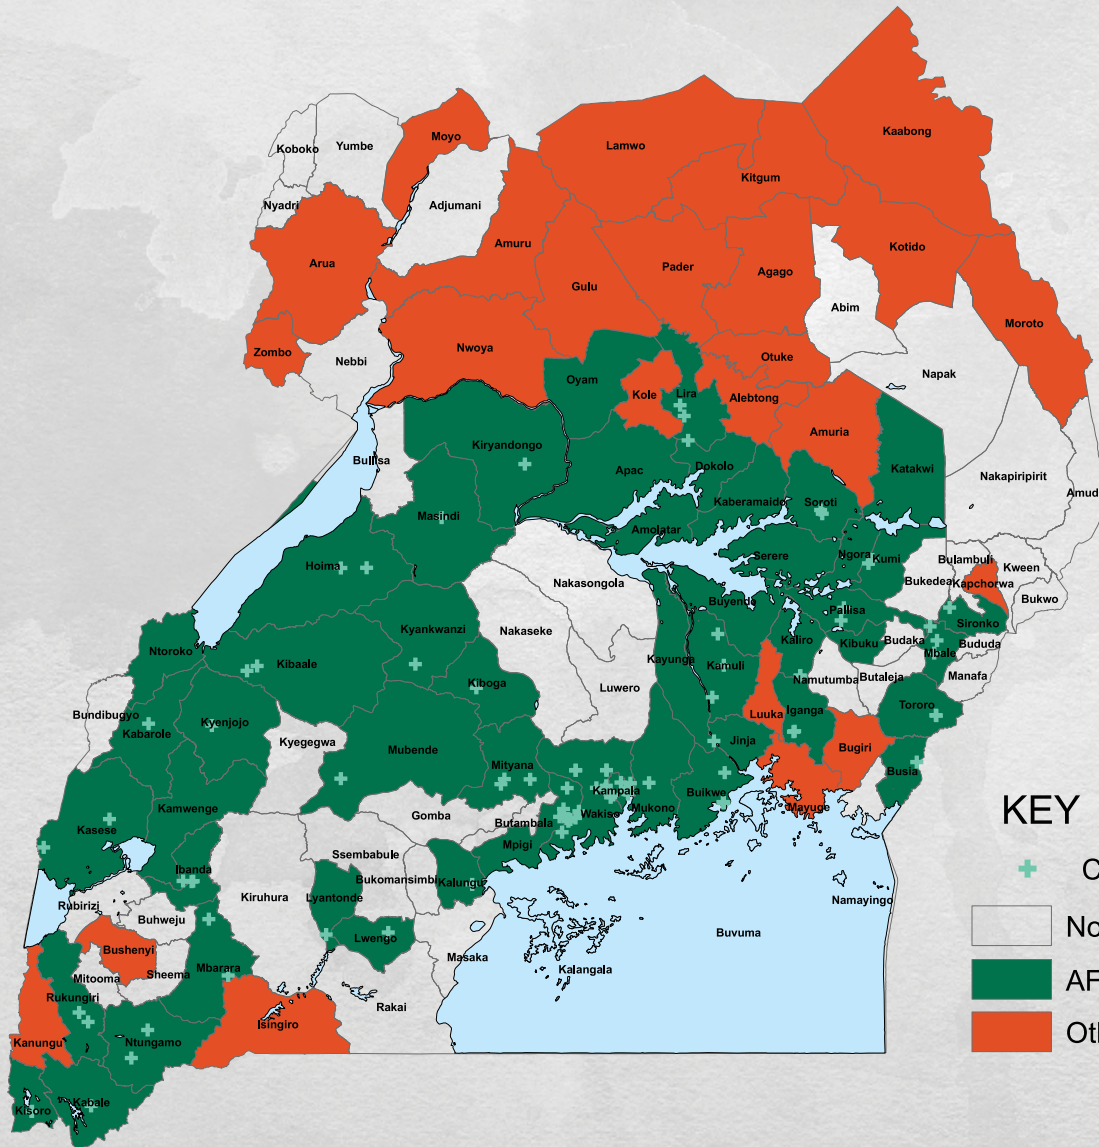 Kaabong
Moyo
Lamwo
Yumbe
Koboko
Kitgum
Nyadri
Adjumani
Amuru
Kotido
Arua
Pader
Agago
Gulu
Abim
Moroto
Zombo
Nwoya
Otuke
Nebbi
Napak
Oyam
Kole
Lira
Alebtong
Amuria
Kiryandongo
Bullisa
Apac
Dokolo
Katakwi
Nakapiripirit
Amud
Kaberamaido
Soroti
Masindi
Amolatar
Hoima
Serere
Ngora
Kumi
Bulambuli
Kween
Nakasongola
Bukedea
Kapchorwa
Bukwo
Buyende
Pallisa
Sironko
Nakaseke
Kyankwanzi
Kaliro
Kibuku
Budaka
Bududa
Mbale
Ntoroko
Kibaale
Kayunga
Kamuli
Manafa
Kiboga
Luwero
Namutumba
Butaleja
Bundibugyo
Kabarole
Kyenjojo
Luuka
Iganga
Tororo
Kyegegwa
Mubende
Jinja
Bugiri
Mityana
Busia
Kampala
Buikwe
Kamwenge
Mayuge
Mukono
Wakiso
Gomba
Butambala
Kasese
Mpigi
Ssembabule
Ibanda
Bukomansimbi
Kalungu
Kiruhura
Lyantonde
Rubirizi
Namayingo
Buhweju
Buvuma
Lwengo
Bushenyi
Masaka
Mbarara
Kalangala
Sheema
Mitooma
Rukungiri
Rakai
Isingiro
Kanungu
Ntungamo
Kabale
Kisoro
KEY
C
No
AF
Oth